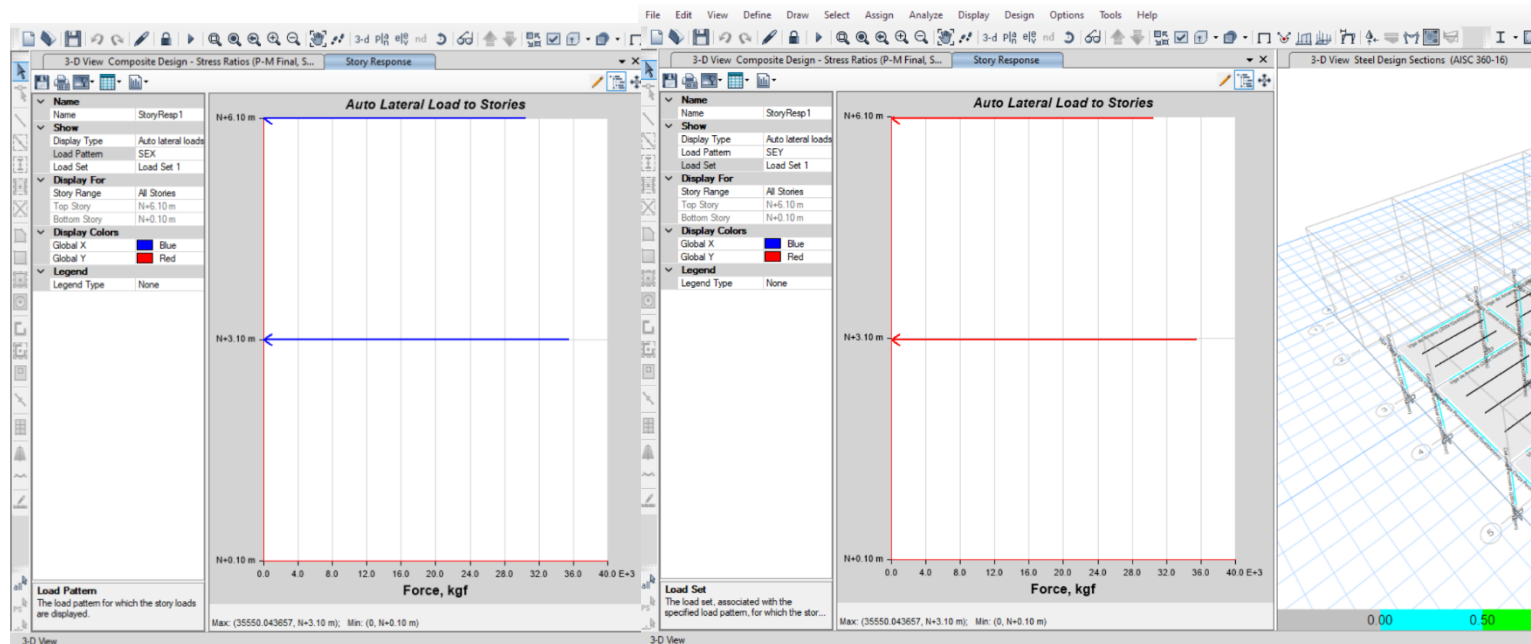 File Edit View Define Draw Select Assign Analyze Display Design Options Tools Help
3-d nd
3-d nd
3-D View Composite Design - Stress Ratios (P-M Final, S... Story Response
3-D View Composite Design - Stress Ratios (P-M Final, S... Story Response
3-D View Steel Design Sections (AISC 360-16)
Name
Name StoryResp1
Show
Display Type Auto lateral loads
Load Pattern SEX
Load Set Load Set 1
Display For
Story Range All Stories
Top Story N+6.10 m
Bottom Story N+0.10 m
Display Colors
Global X Blue
Global Y Red
Legend
Legend Type None
Load Pattern
The load pattern for which the story loads
are displayed.
Auto Lateral Load to Stories
N+6.10 m
N+3.10 m
N+0.10 m
0.0 4.0 8.0 12.0 16.0 20.0 24.0 28.0 32.0 36.0 40.0 E+3
Force, kgf
Max: (35550.043657, N+3.10 m); Min: (0, N+0.10 m)
3-D View
Name
Name StoryResp1
Show
Display Type Auto lateral loads
Load Pattern SEY
Load Set Load Set 1
Display For
Story Range All Stories
Top Story N+6.10 m
Bottom Story N+0.10 m
Display Colors
Global X Blue
Global Y Red
Legend
Legend Type None
Load Set
The load set, associated with the
specified load pattern, for which the stor...
Auto Lateral Load to Stories
N+6.10 m
N+3.10 m
N+0.10 m
0.0 4.0 8.0 12.0 16.0 20.0 24.0 28.0 32.0 36.0 40.0 E+3
Force, kgf
Max: (35550.043657, N+3.10 m); Min: (0, N+0.10 m)
3-D View
3
4
5
0.00 0.50